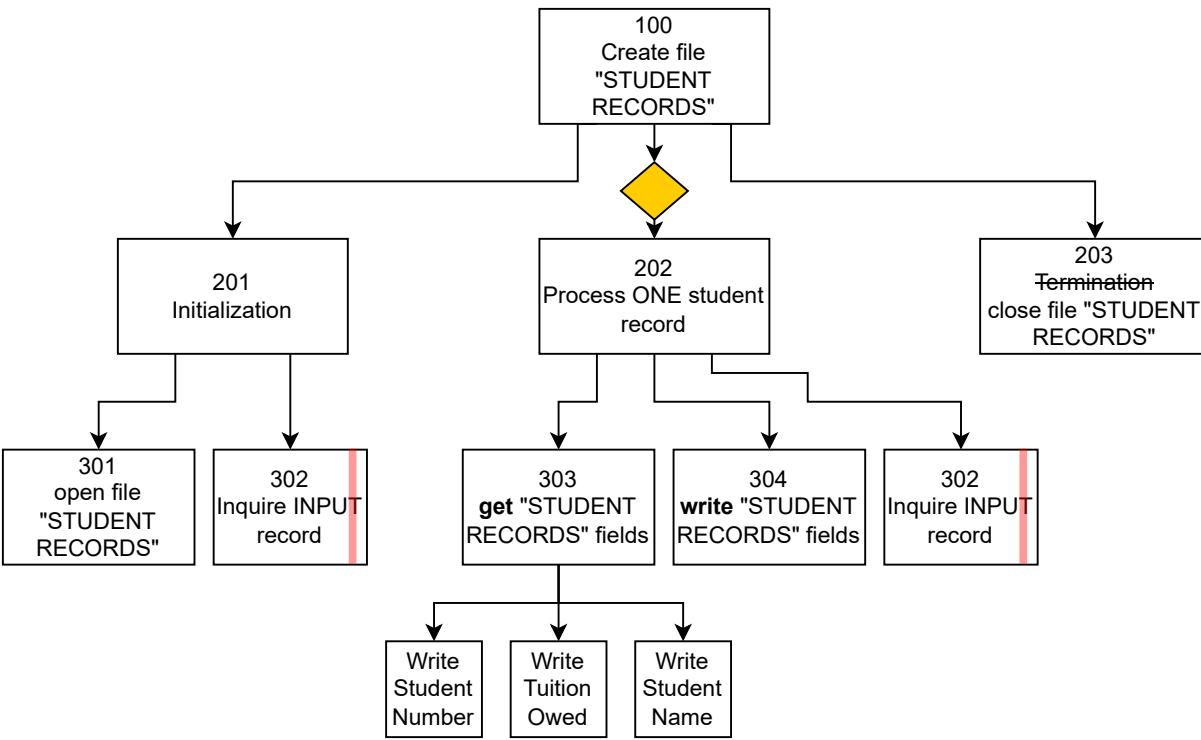 100
Create file
"STUDENT
RECORDS"
201
Initialization
202
Process ONE student
record
203
Termination
close file "STUDENT
RECORDS"
301
open file
"STUDENT
RECORDS"
302
Inquire INPUT
record
303
get "STUDENT
RECORDS" fields
304
write "STUDENT
RECORDS" fields
302
Inquire INPUT
record
Write
Student
Number
Write
Tuition
Owed
Write
Student
Name